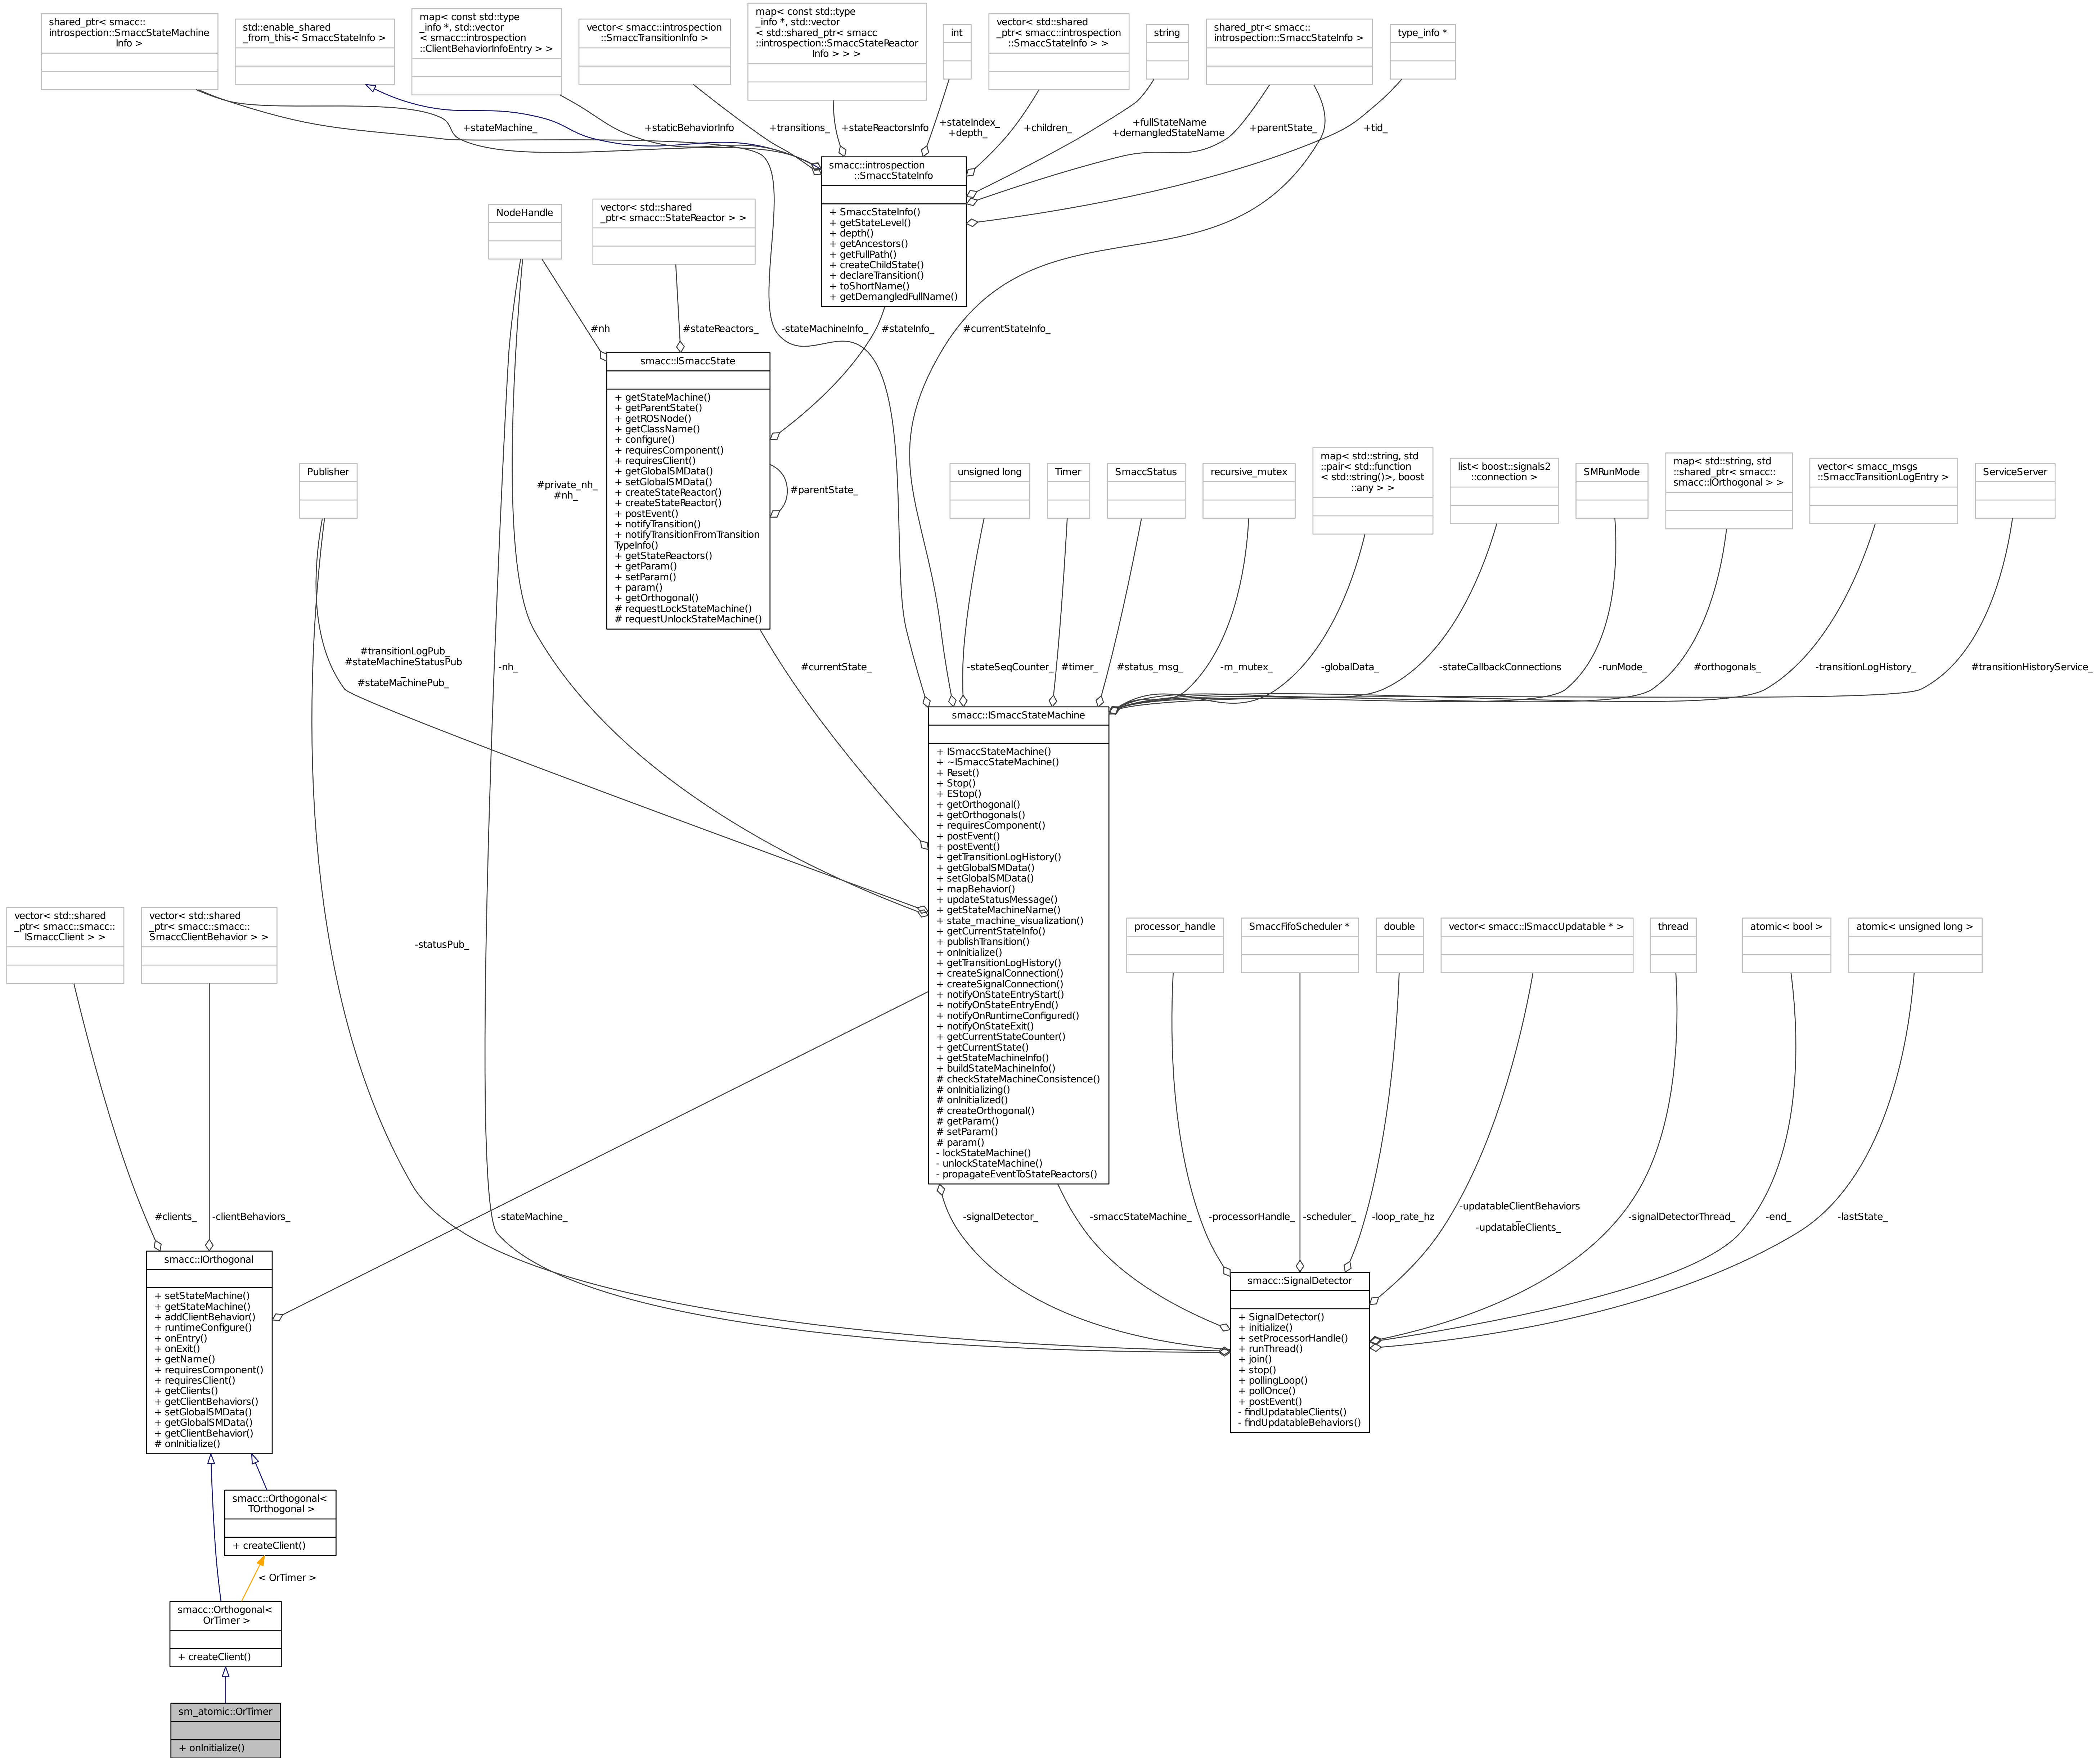 shared_ptr< smacc::
introspection::SmaccStateMachine
Info >
std::enable_shared
_from_this< SmaccStateInfo >
map< const std::type
_info *, std::vector
< smacc::introspection
::ClientBehaviorInfoEntry > >
vector< smacc::introspection
::SmaccTransitionInfo >
map< const std::type
_info *, std::vector
< std::shared_ptr< smacc
::introspection::SmaccStateReactor
Info > > >
int
vector< std::shared
_ptr< smacc::introspection
::SmaccStateInfo > >
string
shared_ptr< smacc::
introspection::SmaccStateInfo >
type_info *
+stateMachine_
+staticBehaviorInfo
+transitions_
+stateReactorsInfo
+stateIndex_
+depth_
+children_
+fullStateName
+demangledStateName
+parentState_
+tid_
smacc::introspection
::SmaccStateInfo
+ SmaccStateInfo()
+ getStateLevel()
+ depth()
+ getAncestors()
+ getFullPath()
+ createChildState()
+ declareTransition()
+ toShortName()
+ getDemangledFullName()
NodeHandle
vector< std::shared
_ptr< smacc::StateReactor > >
#nh
#stateReactors_
-stateMachineInfo_
#stateInfo_
#currentStateInfo_
smacc::ISmaccState
+ getStateMachine()
+ getParentState()
+ getROSNode()
+ getClassName()
+ configure()
+ requiresComponent()
+ requiresClient()
+ getGlobalSMData()
+ setGlobalSMData()
+ createStateReactor()
+ createStateReactor()
+ postEvent()
+ notifyTransition()
+ notifyTransitionFromTransition
TypeInfo()
+ getStateReactors()
+ getParam()
+ setParam()
+ param()
+ getOrthogonal()
# requestLockStateMachine()
# requestUnlockStateMachine()
#parentState_
Publisher
#private_nh_
#nh_
unsigned long
Timer
SmaccStatus
recursive_mutex
map< std::string, std
::pair< std::function
< std::string()>, boost
::any > >
list< boost::signals2
::connection >
SMRunMode
map< std::string, std
::shared_ptr< smacc::
smacc::IOrthogonal > >
vector< smacc_msgs
::SmaccTransitionLogEntry >
ServiceServer
#transitionLogPub_
#stateMachineStatusPub
_
#stateMachinePub_
-nh_
#currentState_
-stateSeqCounter_
#timer_
#status_msg_
-m_mutex_
-globalData_
-stateCallbackConnections
-runMode_
#orthogonals_
-transitionLogHistory_
#transitionHistoryService_
smacc::ISmaccStateMachine
+ ISmaccStateMachine()
+ ~ISmaccStateMachine()
+ Reset()
+ Stop()
+ EStop()
+ getOrthogonal()
+ getOrthogonals()
+ requiresComponent()
+ postEvent()
+ postEvent()
+ getTransitionLogHistory()
+ getGlobalSMData()
+ setGlobalSMData()
+ mapBehavior()
+ updateStatusMessage()
+ getStateMachineName()
+ state_machine_visualization()
+ getCurrentStateInfo()
+ publishTransition()
+ onInitialize()
+ getTransitionLogHistory()
+ createSignalConnection()
+ createSignalConnection()
+ notifyOnStateEntryStart()
+ notifyOnStateEntryEnd()
+ notifyOnRuntimeConfigured()
+ notifyOnStateExit()
+ getCurrentStateCounter()
+ getCurrentState()
+ getStateMachineInfo()
+ buildStateMachineInfo()
# checkStateMachineConsistence()
# onInitializing()
# onInitialized()
# createOrthogonal()
# getParam()
# setParam()
# param()
- lockStateMachine()
- unlockStateMachine()
- propagateEventToStateReactors()
vector< std::shared
_ptr< smacc::smacc::
ISmaccClient > >
vector< std::shared
_ptr< smacc::smacc::
SmaccClientBehavior > >
-statusPub_
processor_handle
SmaccFifoScheduler *
double
vector< smacc::ISmaccUpdatable * >
thread
atomic< bool >
atomic< unsigned long >
#clients_
-clientBehaviors_
-stateMachine_
-signalDetector_
-smaccStateMachine_
-processorHandle_
-scheduler_
-loop_rate_hz
-updatableClientBehaviors
_
-updatableClients_
-signalDetectorThread_
-end_
-lastState_
smacc::IOrthogonal
+ setStateMachine()
+ getStateMachine()
+ addClientBehavior()
+ runtimeConfigure()
+ onEntry()
+ onExit()
+ getName()
+ requiresComponent()
+ requiresClient()
+ getClients()
+ getClientBehaviors()
+ setGlobalSMData()
+ getGlobalSMData()
+ getClientBehavior()
# onInitialize()
smacc::SignalDetector
+ SignalDetector()
+ initialize()
+ setProcessorHandle()
+ runThread()
+ join()
+ stop()
+ pollingLoop()
+ pollOnce()
+ postEvent()
- findUpdatableClients()
- findUpdatableBehaviors()
smacc::Orthogonal<
TOrthogonal >
+ createClient()
< OrTimer >
smacc::Orthogonal<
OrTimer >
+ createClient()
sm_atomic::OrTimer
+ onInitialize()